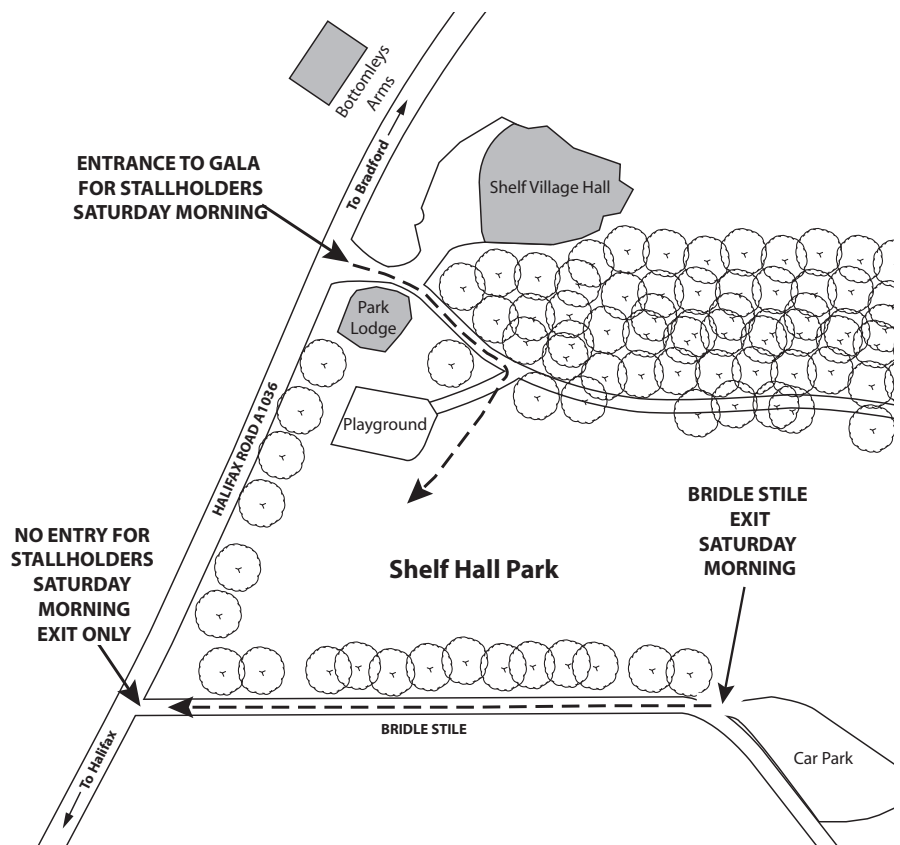 Bottomleys
Arms
To Bradford
ENTRANCE TO GALA
FOR STALLHOLDERS
SATURDAY MORNING
Shelf Village Hall
Park
Lodge
HALIFAX ROAD A1036
Playground
BRIDLE STILE
EXIT
SATURDAY
MORNING
NO ENTRY FOR
STALLHOLDERS
SATURDAY
MORNING
EXIT ONLY
Shelf Hall Park
BRIDLE STILE
To Halifax
Car Park